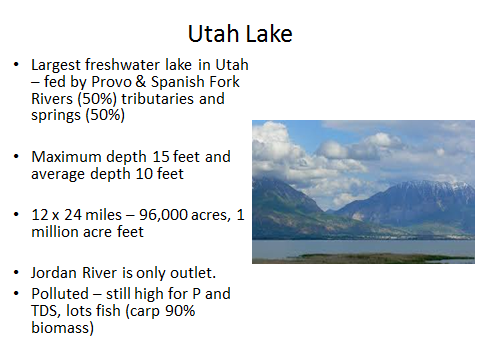 Utah Lake
• Largest freshwater lake in Utah
– fed by Provo & Spanish Fork
Rivers (50%) tributaries and
springs (50%)
• Maximum depth 15 feet and
average depth 10 feet
• 12 x 24 miles – 96,000 acres, 1
million acre feet
• Jordan River is only outlet.
• Polluted – still high for P and
TDS, lots fish (carp 90%
biomass)